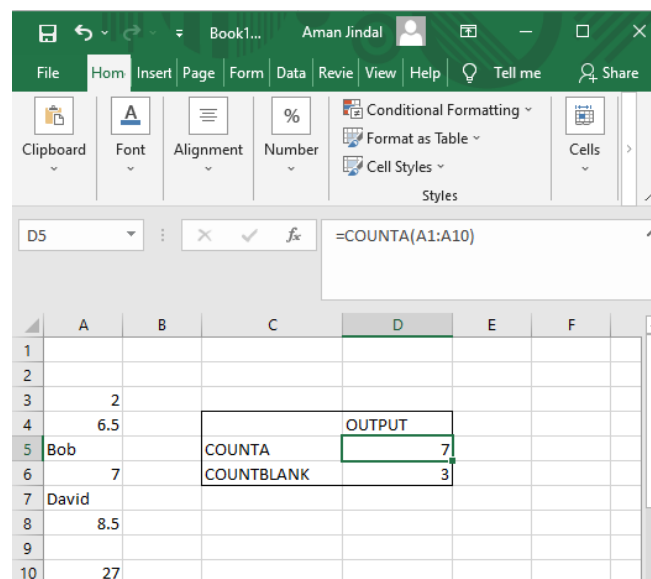 Book1... Aman Jindal
File Hom Insert Page Form Data Revie View Help Tell me Share
Clipboard Font Alignment % Number Conditional Formatting Format as Table Cell Styles Cells
Styles
D5 fx =COUNTA(A1:A10)
A B C D E F
1
2
3 2
4 6.5 OUTPUT
5 Bob COUNTA 7
6 7 COUNTBLANK 3
7 David
8 8.5
9
10 27